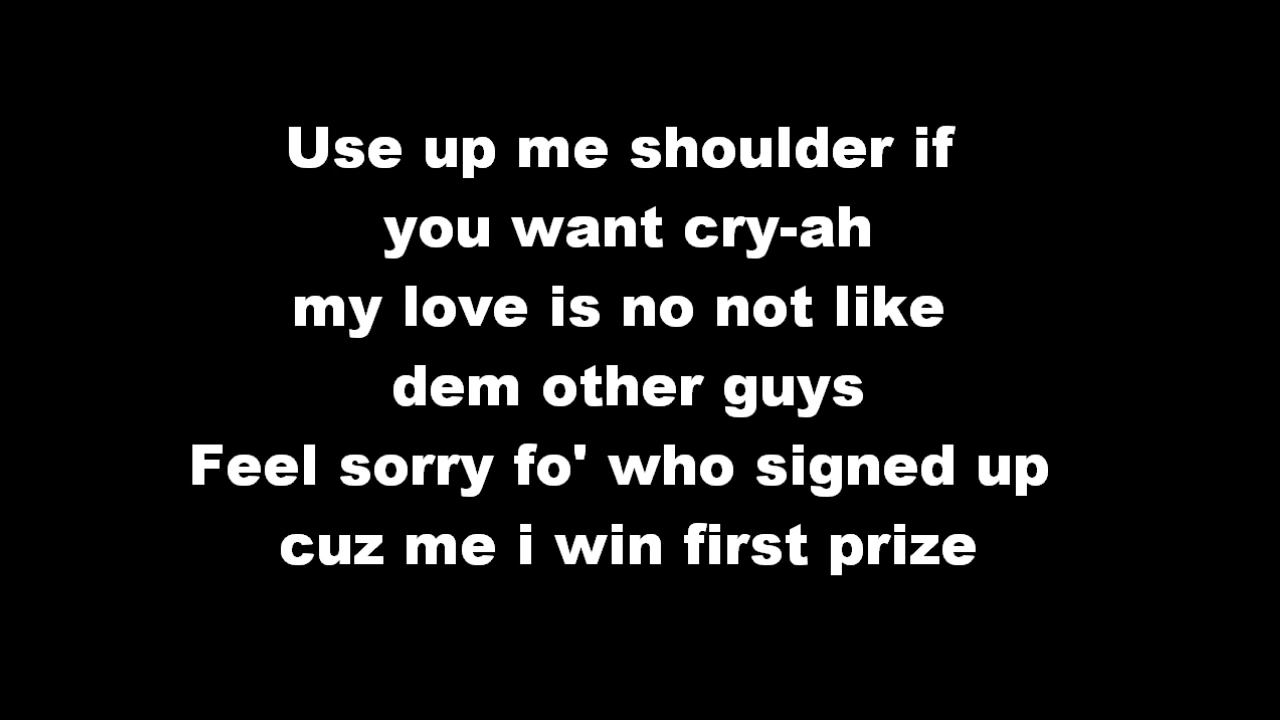 Use up me shoulder if
you want cry-ah
my love is no not like
dem other guys
Feel sorry fo' who signed up
cuz me i win first prize